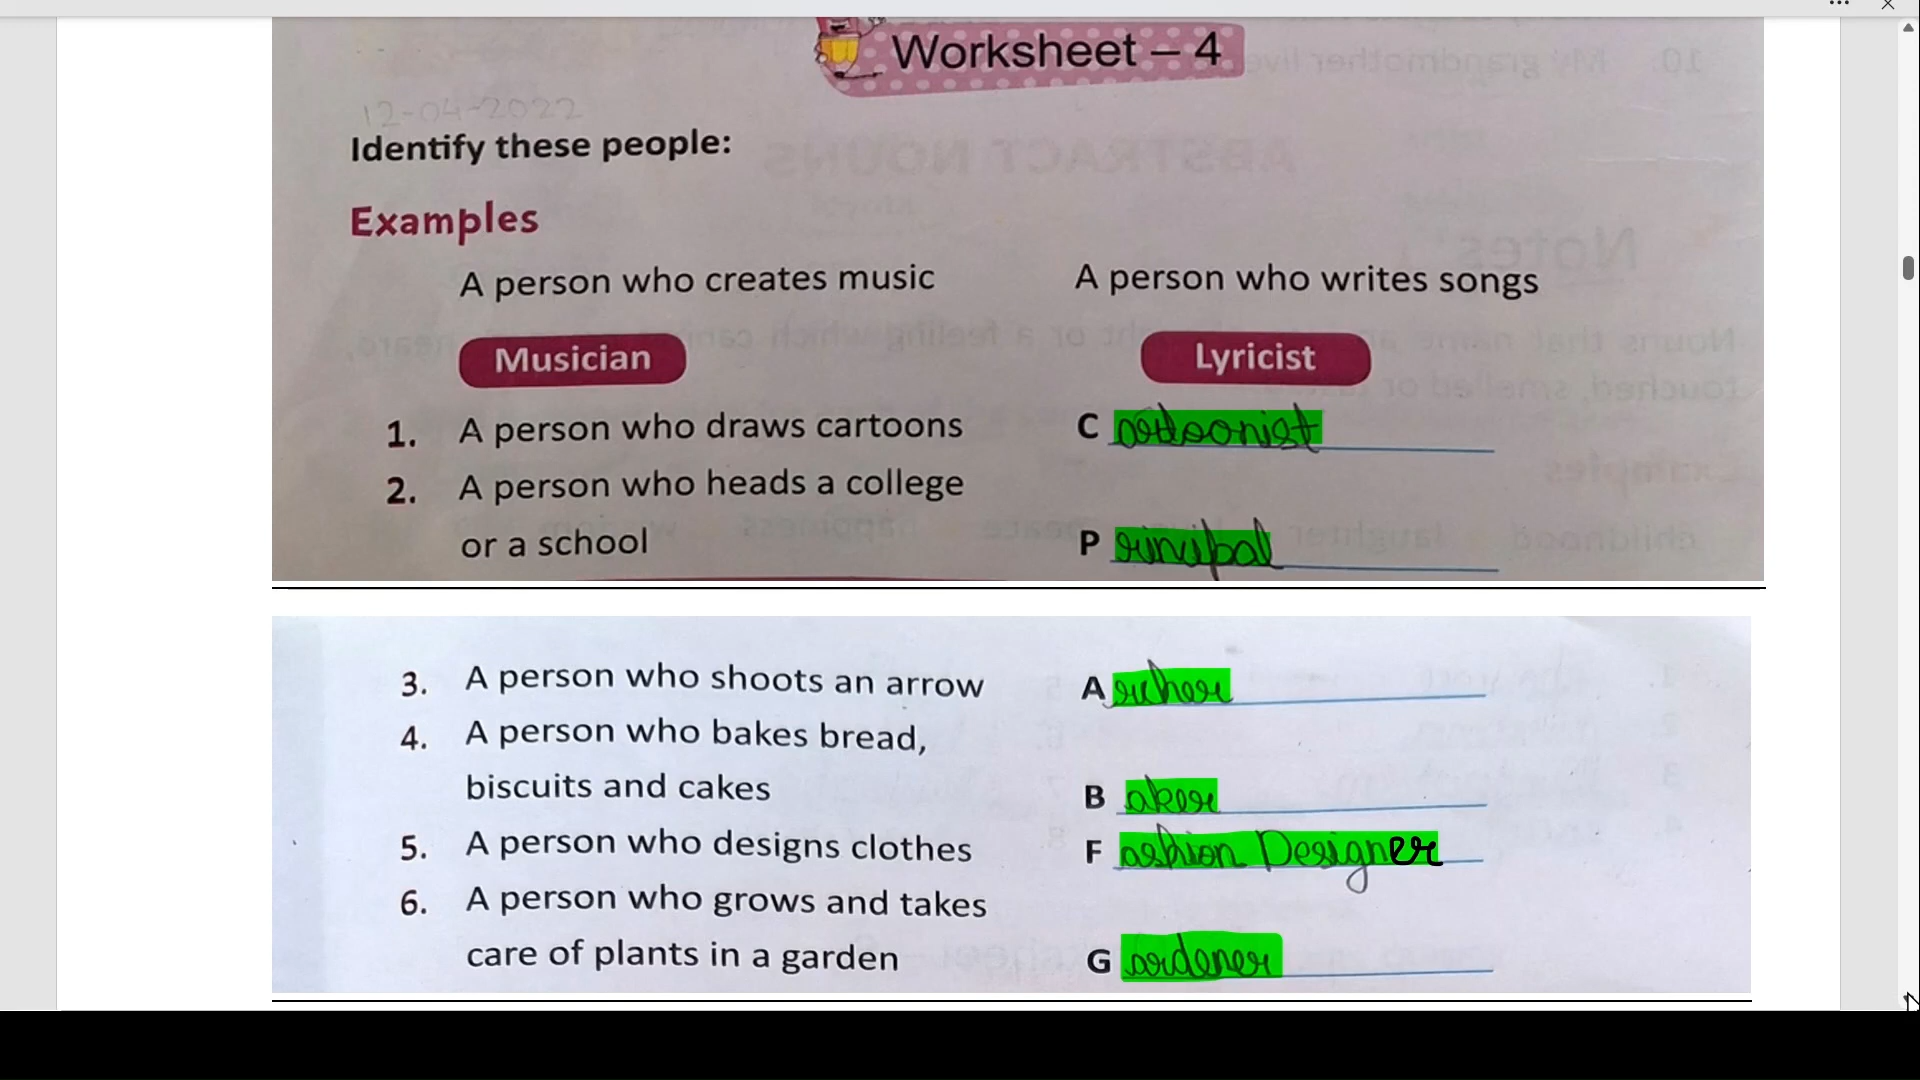 Worksheet – 4
12-04-2022
Identify these people:
Examples
A person who creates music A person who writes songs
Musician Lyricist
1. A person who draws cartoons C artoonist
2. A person who heads a college
or a school P rincipal
3. A person who shoots an arrow A rcher
4. A person who bakes bread,
biscuits and cakes B aker
5. A person who designs clothes F ashion Designer
6. A person who grows and takes
care of plants in a garden G ardener